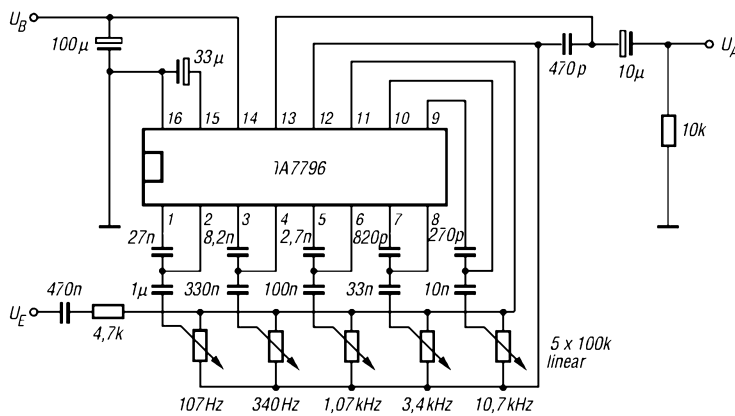 U_B
100µ
33µ
470p
10µ
U_A
10k
16 15 14 13 12 11 10 9
1A7796
1 2 3 4 5 6 7 8
27n 8,2n 2,7n 820p 270p
470n
1µ 330n 100n 33n 10n
U_E
4,7k
5 x 100k
linear
107Hz 340Hz 1,07kHz 3,4kHz 10,7kHz